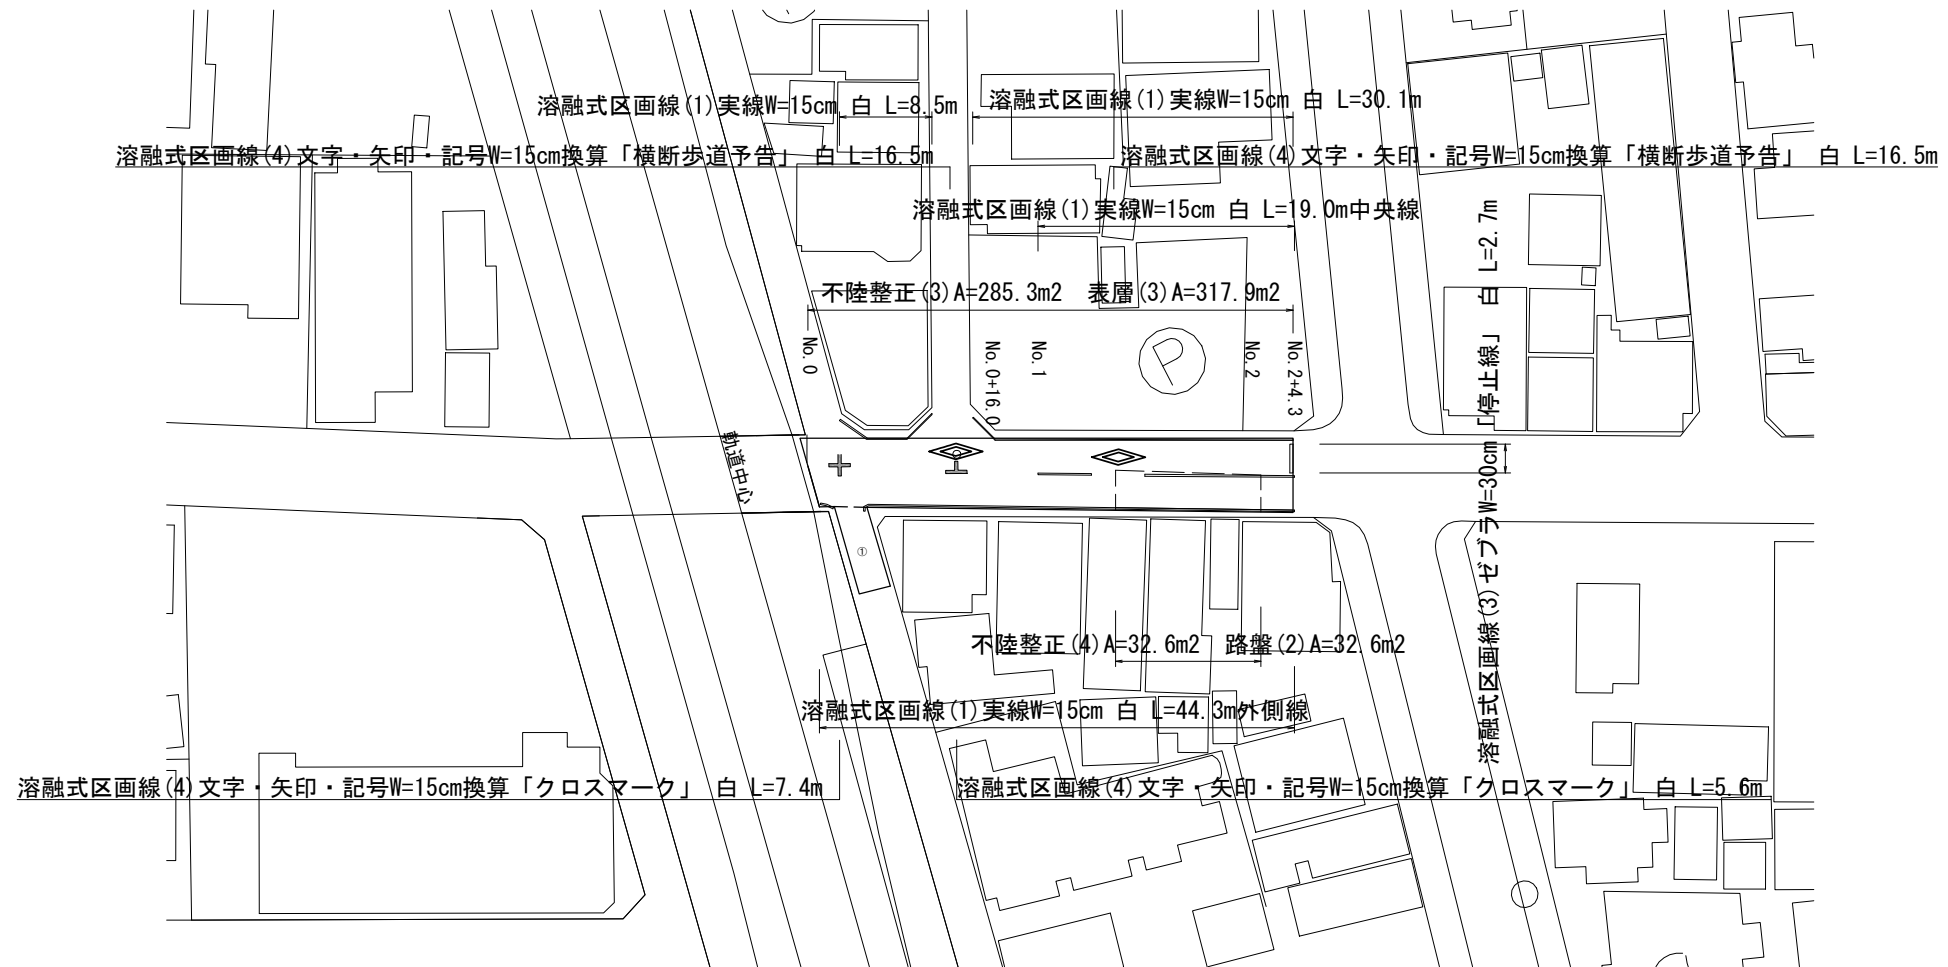 溶融式区画線(1)実線W=15cm 白 L=8.5m
溶融式区画線(1)実線W=15cm 白 L=30.1m
溶融式区画線(4)文字・矢印・記号W=15cm換算「横断歩道予告」 白 L=16.5m
溶融式区画線(4)文字・矢印・記号W=15cm換算「横断歩道予告」 白 L=16.5m
溶融式区画線(1)実線W=15cm 白 L=19.0m中央線
不陸整正(3)A=285.3m2 表層(3)A=317.9m2
No.0
No.0+16.0
No.1
P
No.2
No.2+4.3
溶融式区画線(3)ゼブラW=30cm「停止線」 白 L=2.7m
軌道中心
①
不陸整正(4)A=32.6m2 路盤(2)A=32.6m2
溶融式区画線(1)実線W=15cm 白 L=44.3m外側線
溶融式区画線(4)文字・矢印・記号W=15cm換算「クロスマーク」 白 L=7.4m
溶融式区画線(4)文字・矢印・記号W=15cm換算「クロスマーク」 白 L=5.6m